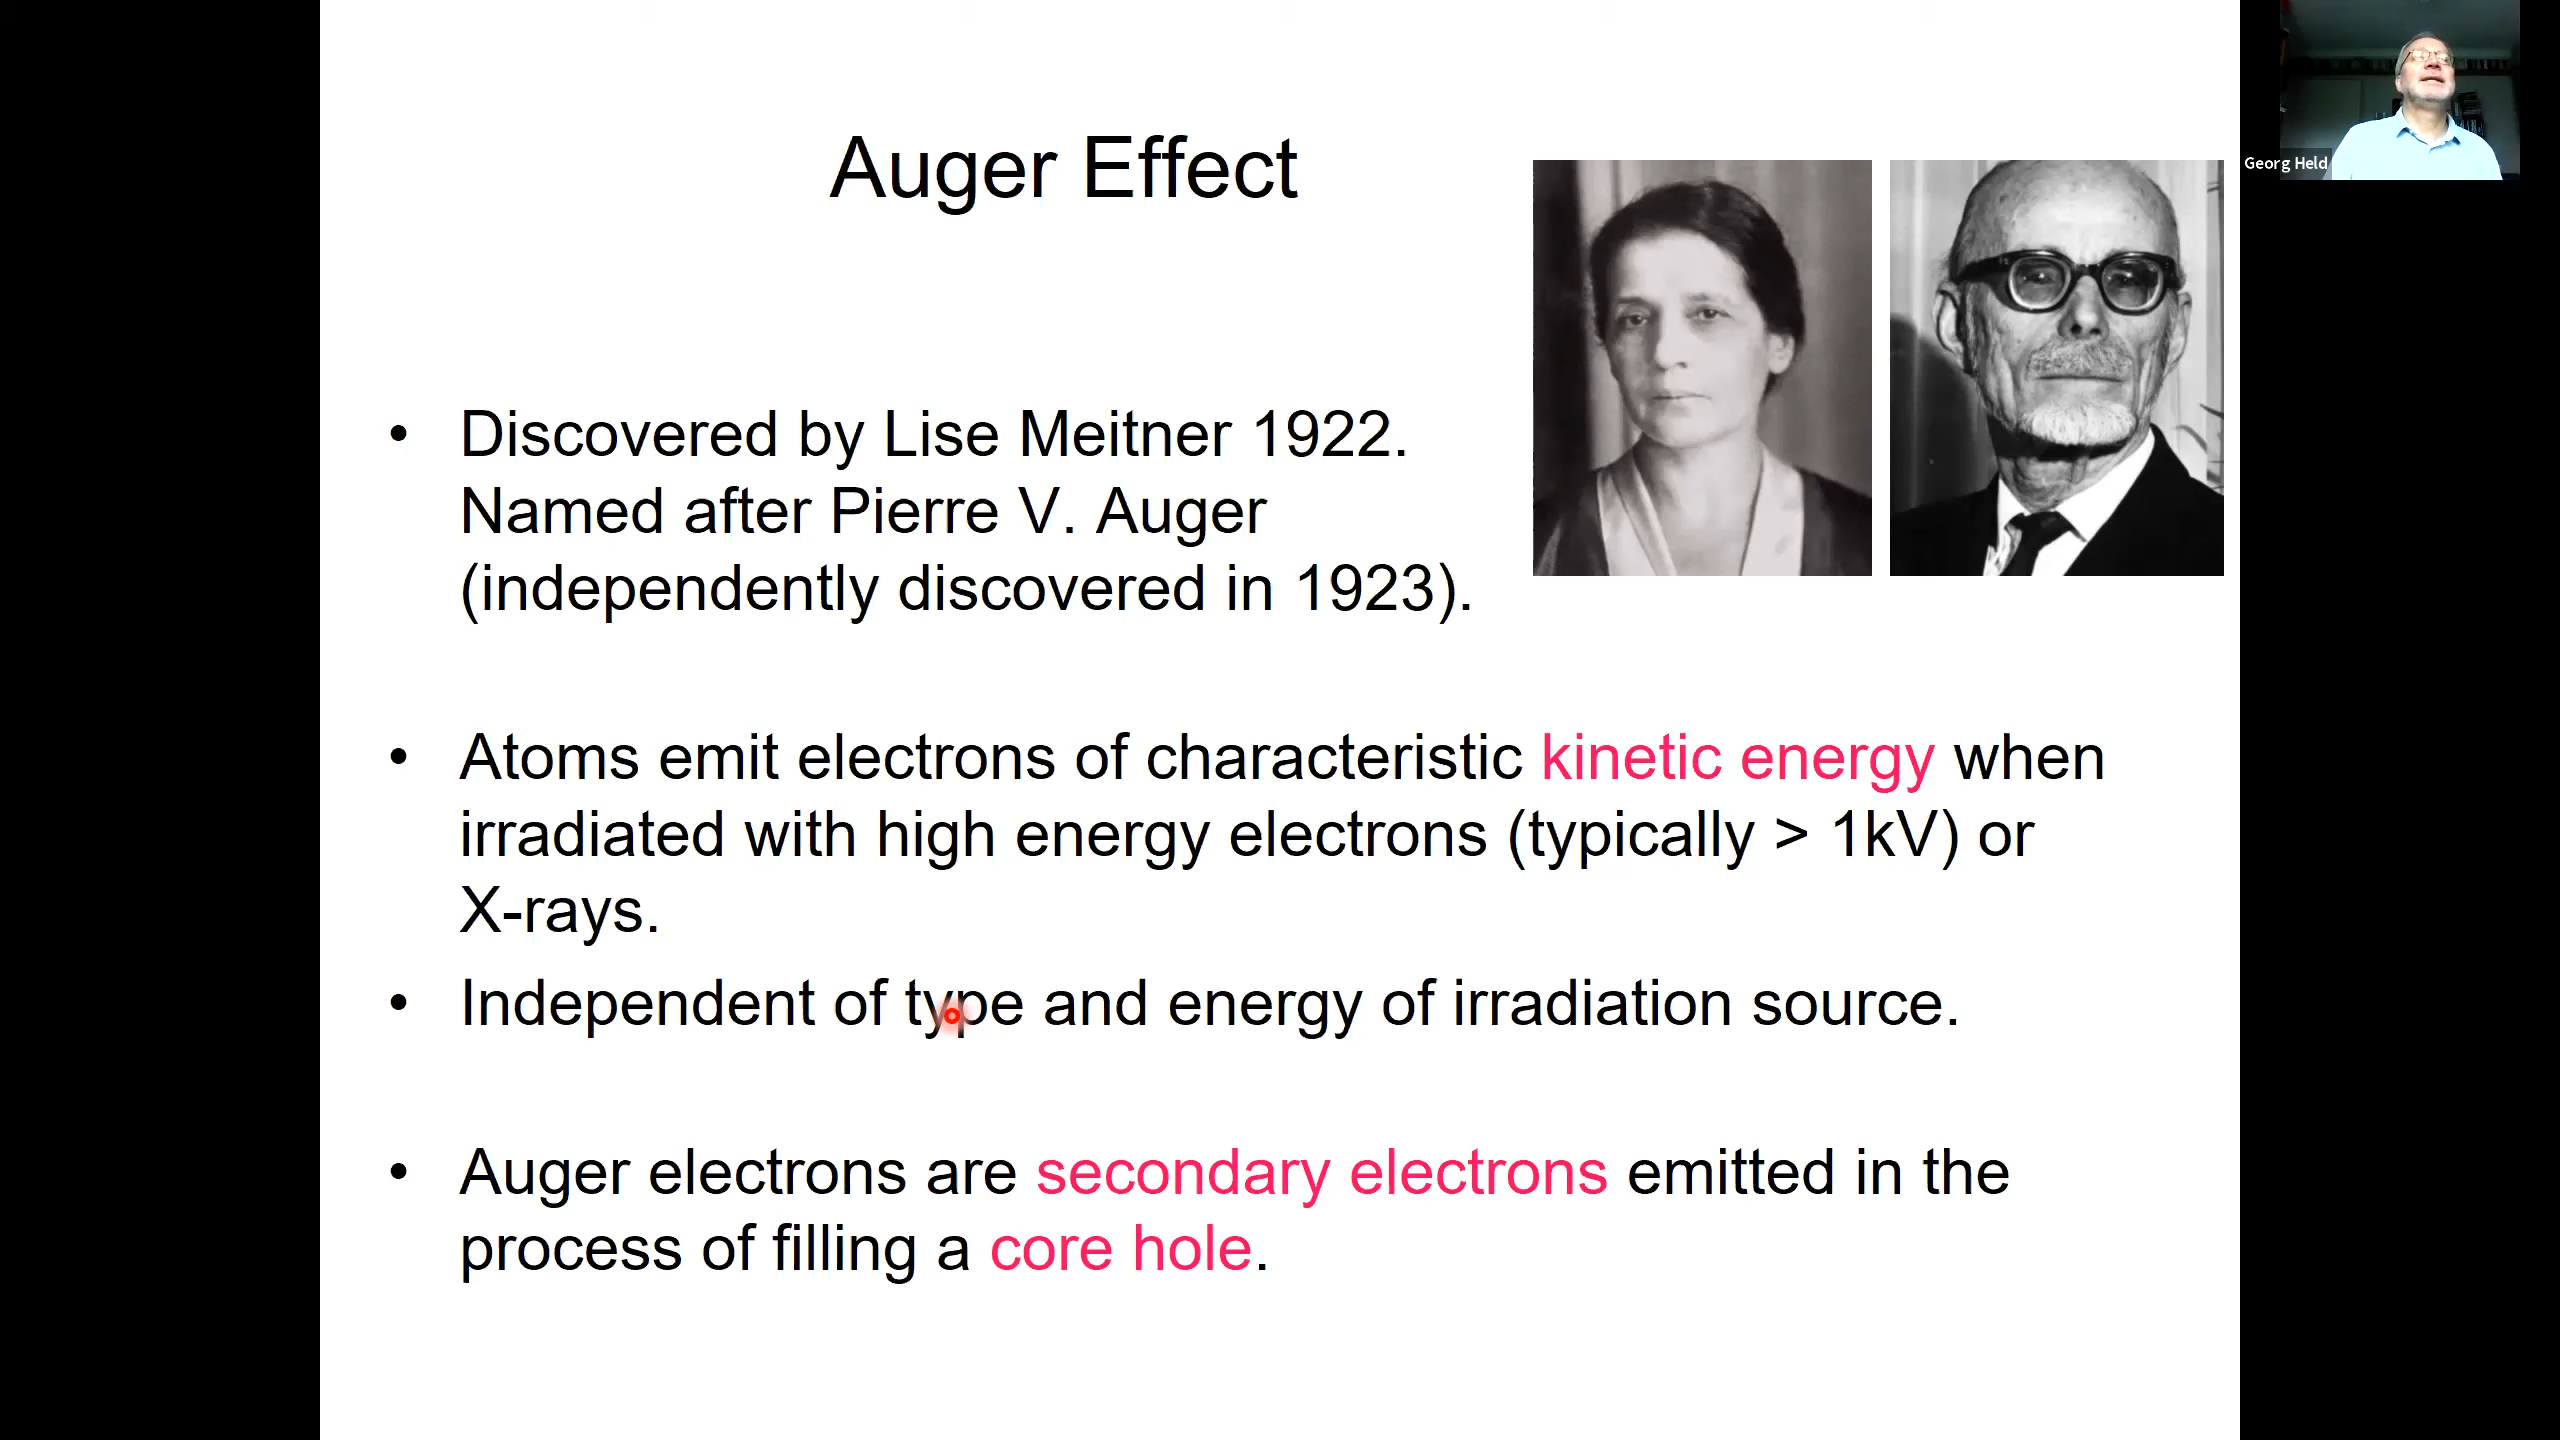 Auger Effect
Georg Held
• Discovered by Lise Meitner 1922.
Named after Pierre V. Auger
(independently discovered in 1923).
• Atoms emit electrons of characteristic kinetic energy when
irradiated with high energy electrons (typically > 1kV) or
X-rays.
• Independent of type and energy of irradiation source.
• Auger electrons are secondary electrons emitted in the
process of filling a core hole.